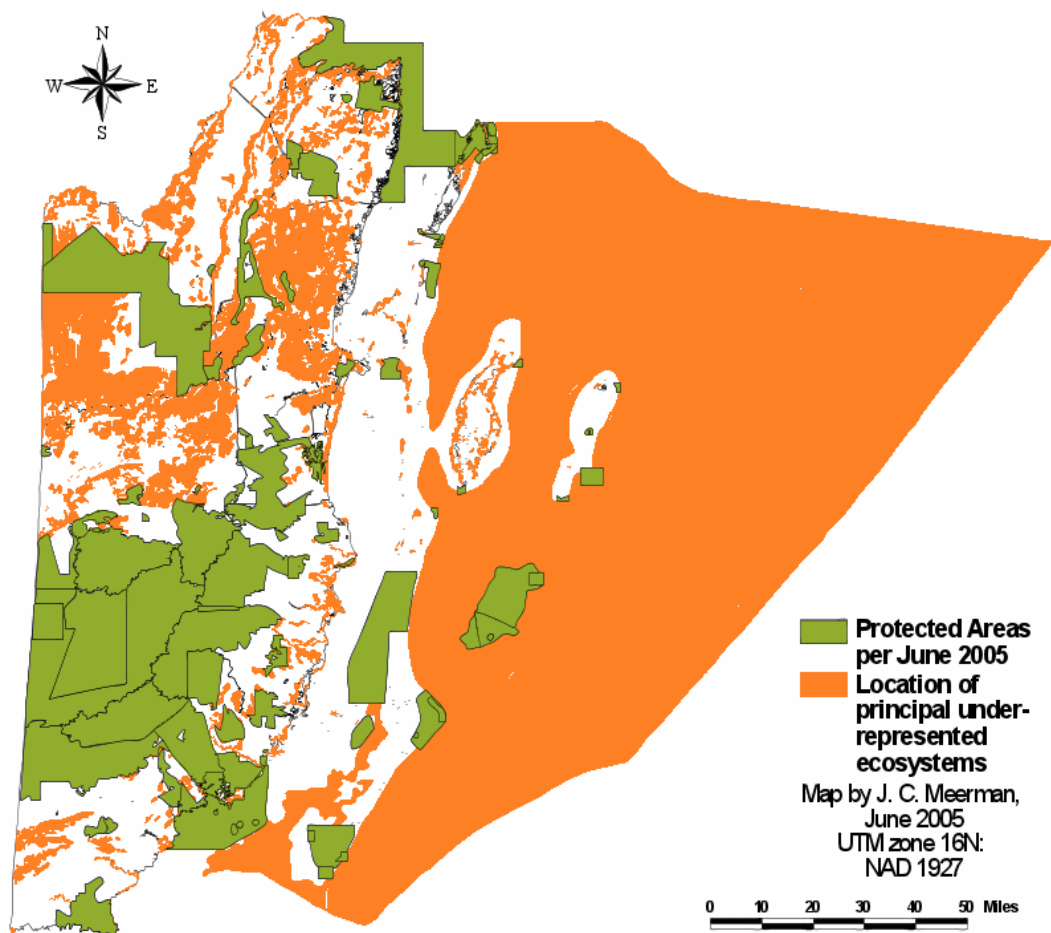 N
W E
S
Protected Areas
per June 2005
Location of
principal under-
represented
ecosystems
Map by J. C. Meerman,
June 2005
UTM zone 16N:
NAD 1927
0 10 20 30 40 50 Miles